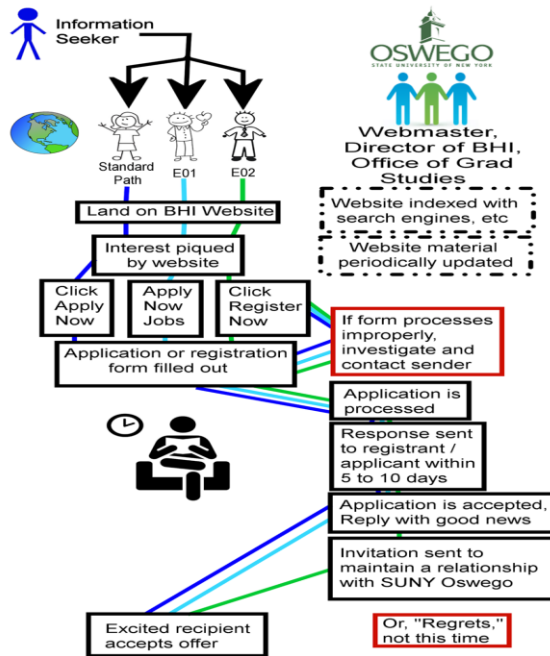 Information
Seeker
OSWEGO
STATE UNIVERSITY OF NEW YORK
Webmaster,
Director of BHI,
Office of Grad
Studies
Standard
Path
E01
E02
Website indexed with
search engines, etc
Land on BHI Website
Website material
periodically updated
Interest piqued
by website
Click
Apply
Now
Apply
Now
Jobs
Click
Register
Now
If form processes
improperly,
investigate and
contact sender
Application or registration
form filled out
Application is
processed
Response sent
to registrant /
applicant within
5 to 10 days
Application is accepted,
Reply with good news
Invitation sent to
maintain a relationship
with SUNY Oswego
Excited recipient
accepts offer
Or, "Regrets,"
not this time